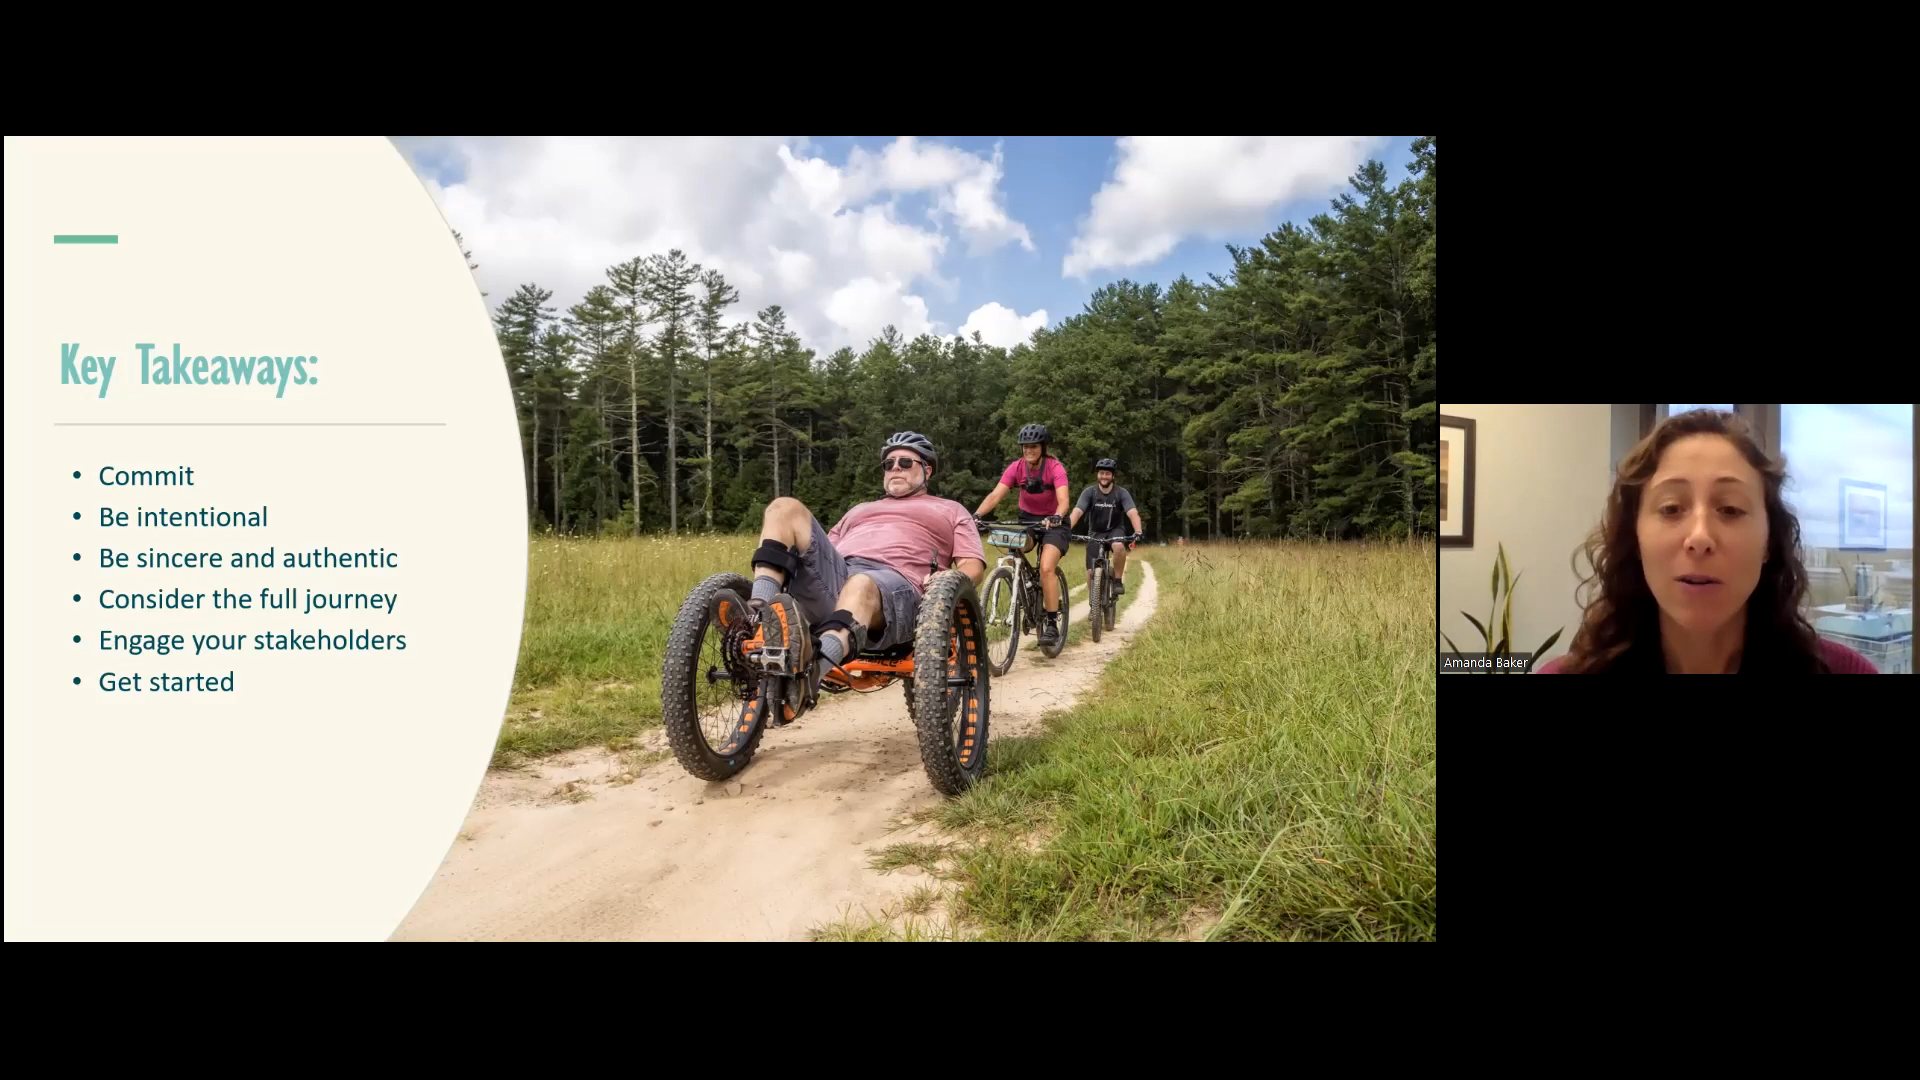 Key Takeaways:
• Commit
• Be intentional
• Be sincere and authentic
• Consider the full journey
• Engage your stakeholders
• Get started
Amanda Baker